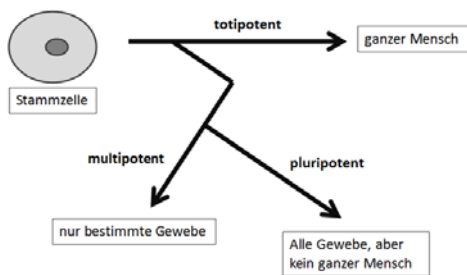 totipotent
ganzer Mensch
Stammzelle
multipotent
pluripotent
nur bestimmte Gewebe
Alle Gewebe, aber
kein ganzer Mensch